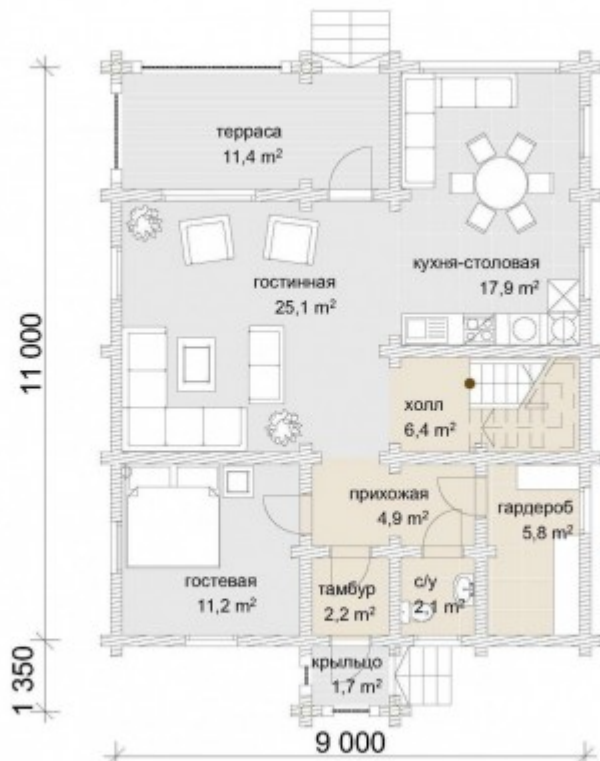 терраса
11,4 m²
кухня-столовая
17,9 m²
гостинная
25,1 m²
11 000
холл
6,4 m²
прихожая
4,9 m²
гардероб
5,8 m²
гостевая
11,2 m²
тамбур
2,2 m²
с/у
2,1 m²
крыльцо
1,7 m²
1 350
9 000